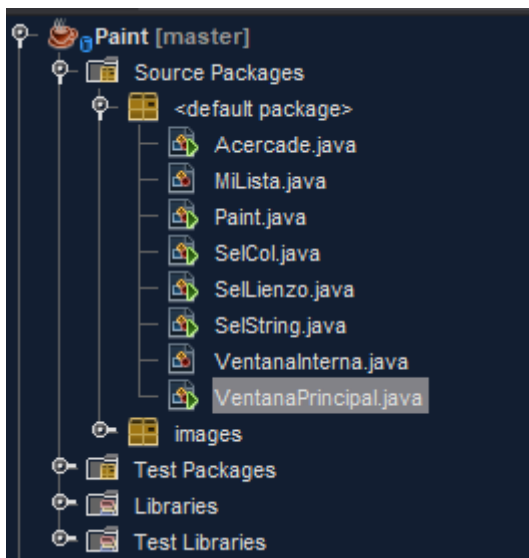 Paint [master]
Source Packages
<default package>
Acercade.java
MiLista.java
Paint.java
SelCol.java
SelLienzo.java
SelString.java
VentanaInterna.java
VentanaPrincipal.java
images
Test Packages
Libraries
Test Libraries